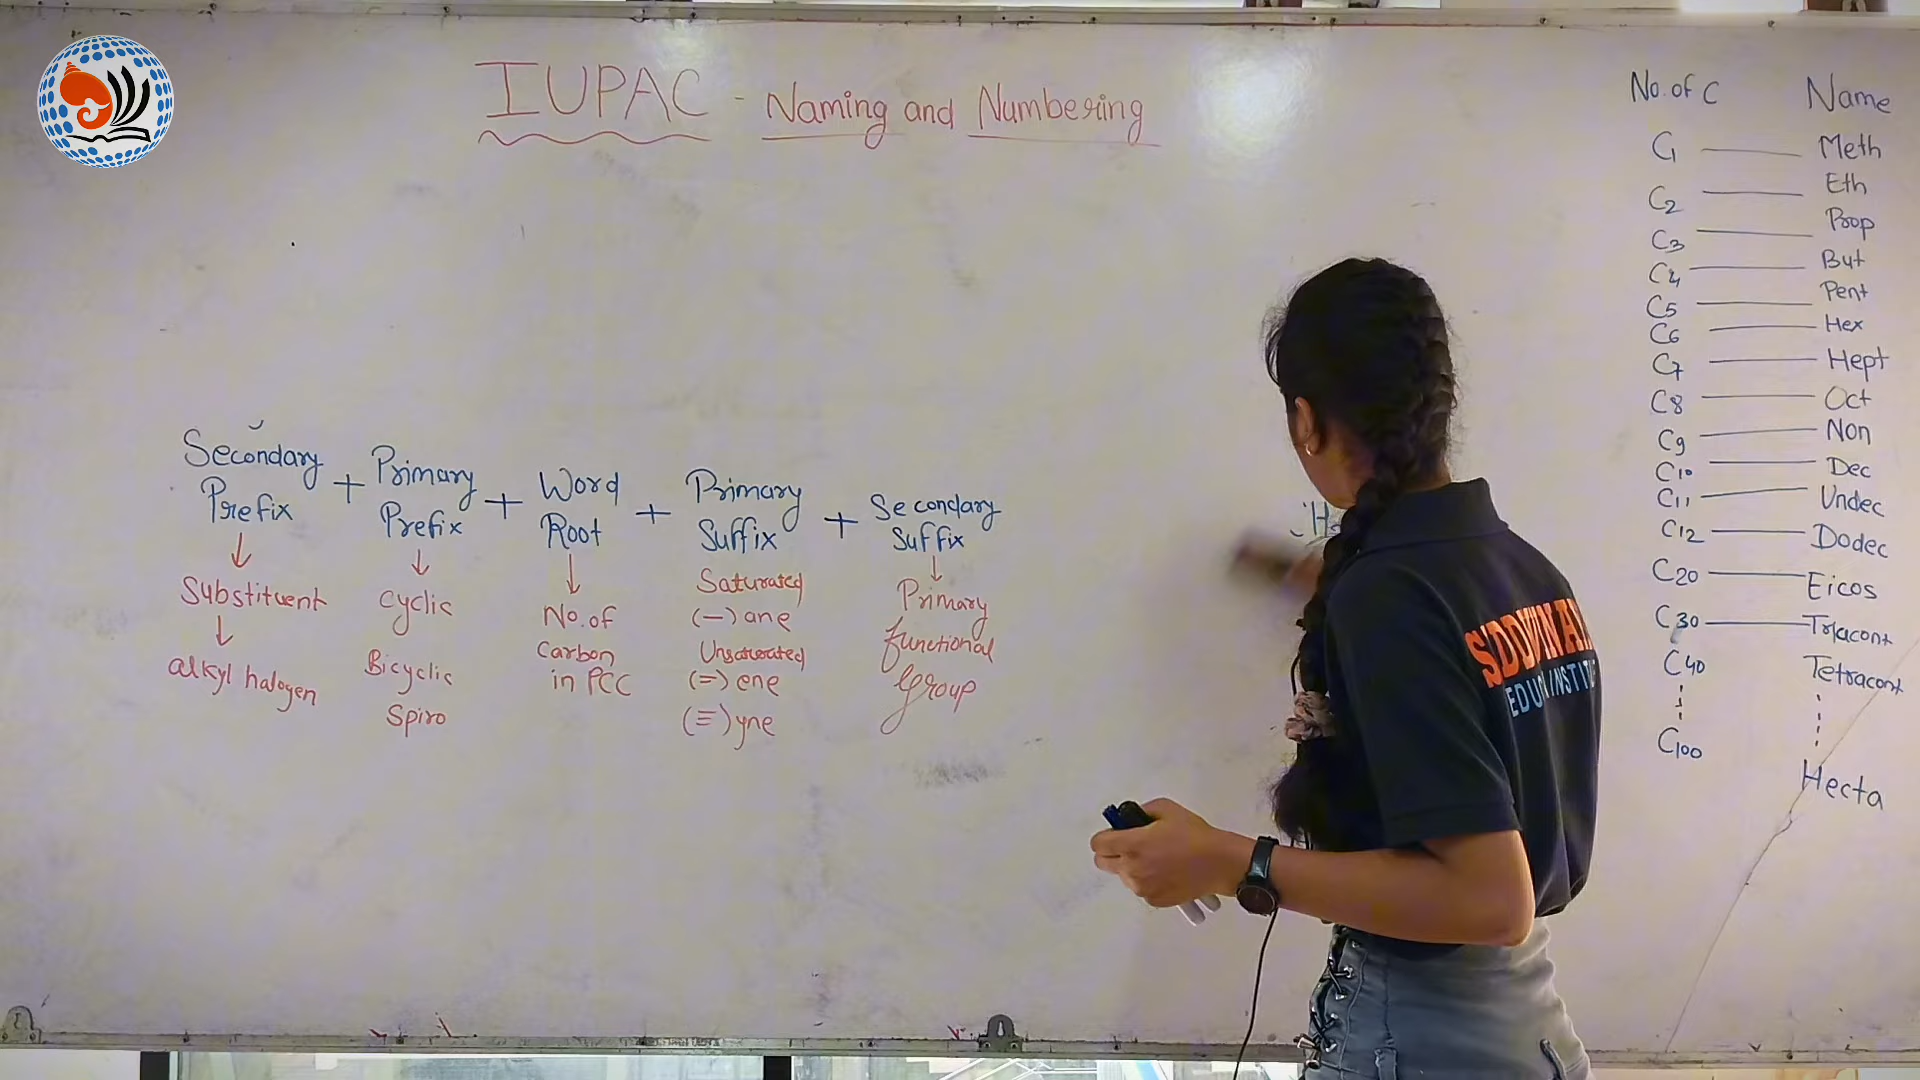 IUPAC - Naming and Numbering
Secondary Prefix + Primary Prefix + Word Root + Primary Suffix + Secondary Suffix
↓ Substituent ↓ alkyl halogen
↓ cyclic Bicyclic Spiro
↓ No. of Carbon in PCC
Saturated (—) ane Unsaturated (=) ene (≡) yne
↓ Primary functional Group
No. of C Name
C1 — Meth
C2 — Eth
C3 — Prop
C4 — But
C5 — Pent
C6 — Hex
C7 — Hept
C8 — Oct
C9 — Non
C10 — Dec
C11 — Undec
C12 — Dodec
C20 — Eicos
C30 — Triacont
C40 Tetracont
C100 Hecta